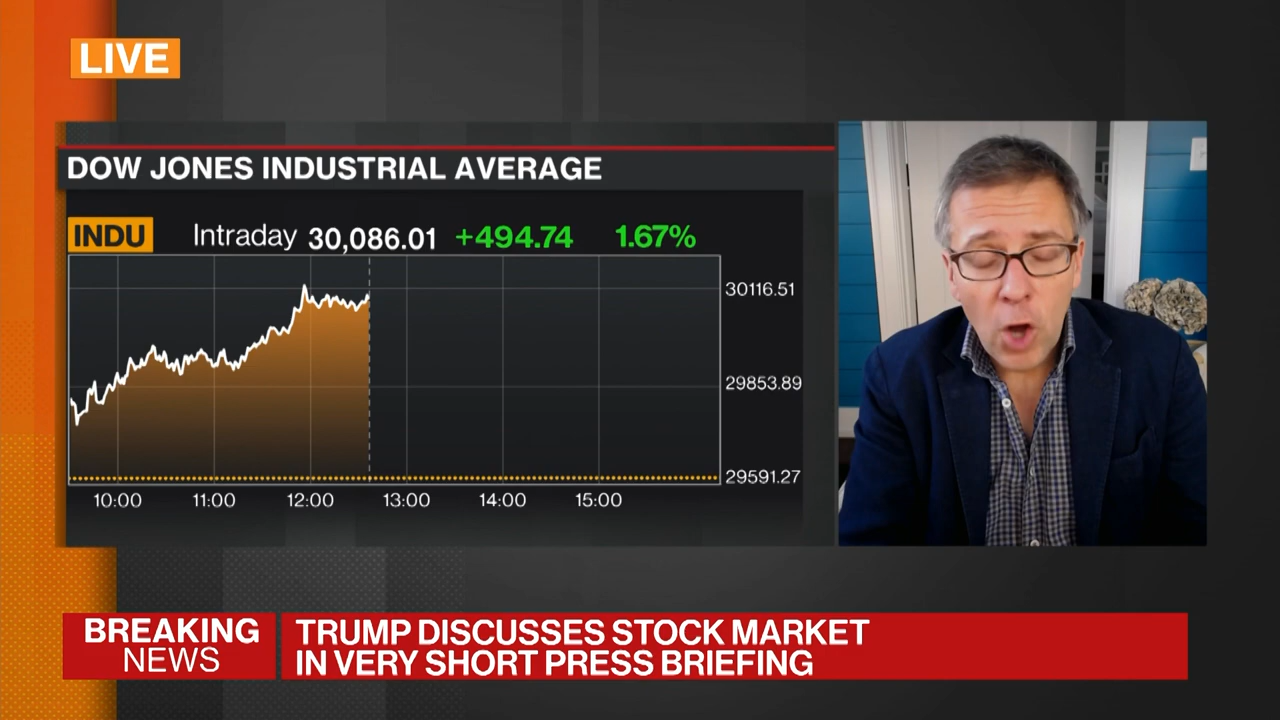 LIVE
DOW JONES INDUSTRIAL AVERAGE
INDU Intraday 30,086.01 +494.74 1.67%
30116.51
29853.89
29591.27
10:00 11:00 12:00 13:00 14:00 15:00
BREAKING
NEWS
TRUMP DISCUSSES STOCK MARKET
IN VERY SHORT PRESS BRIEFING